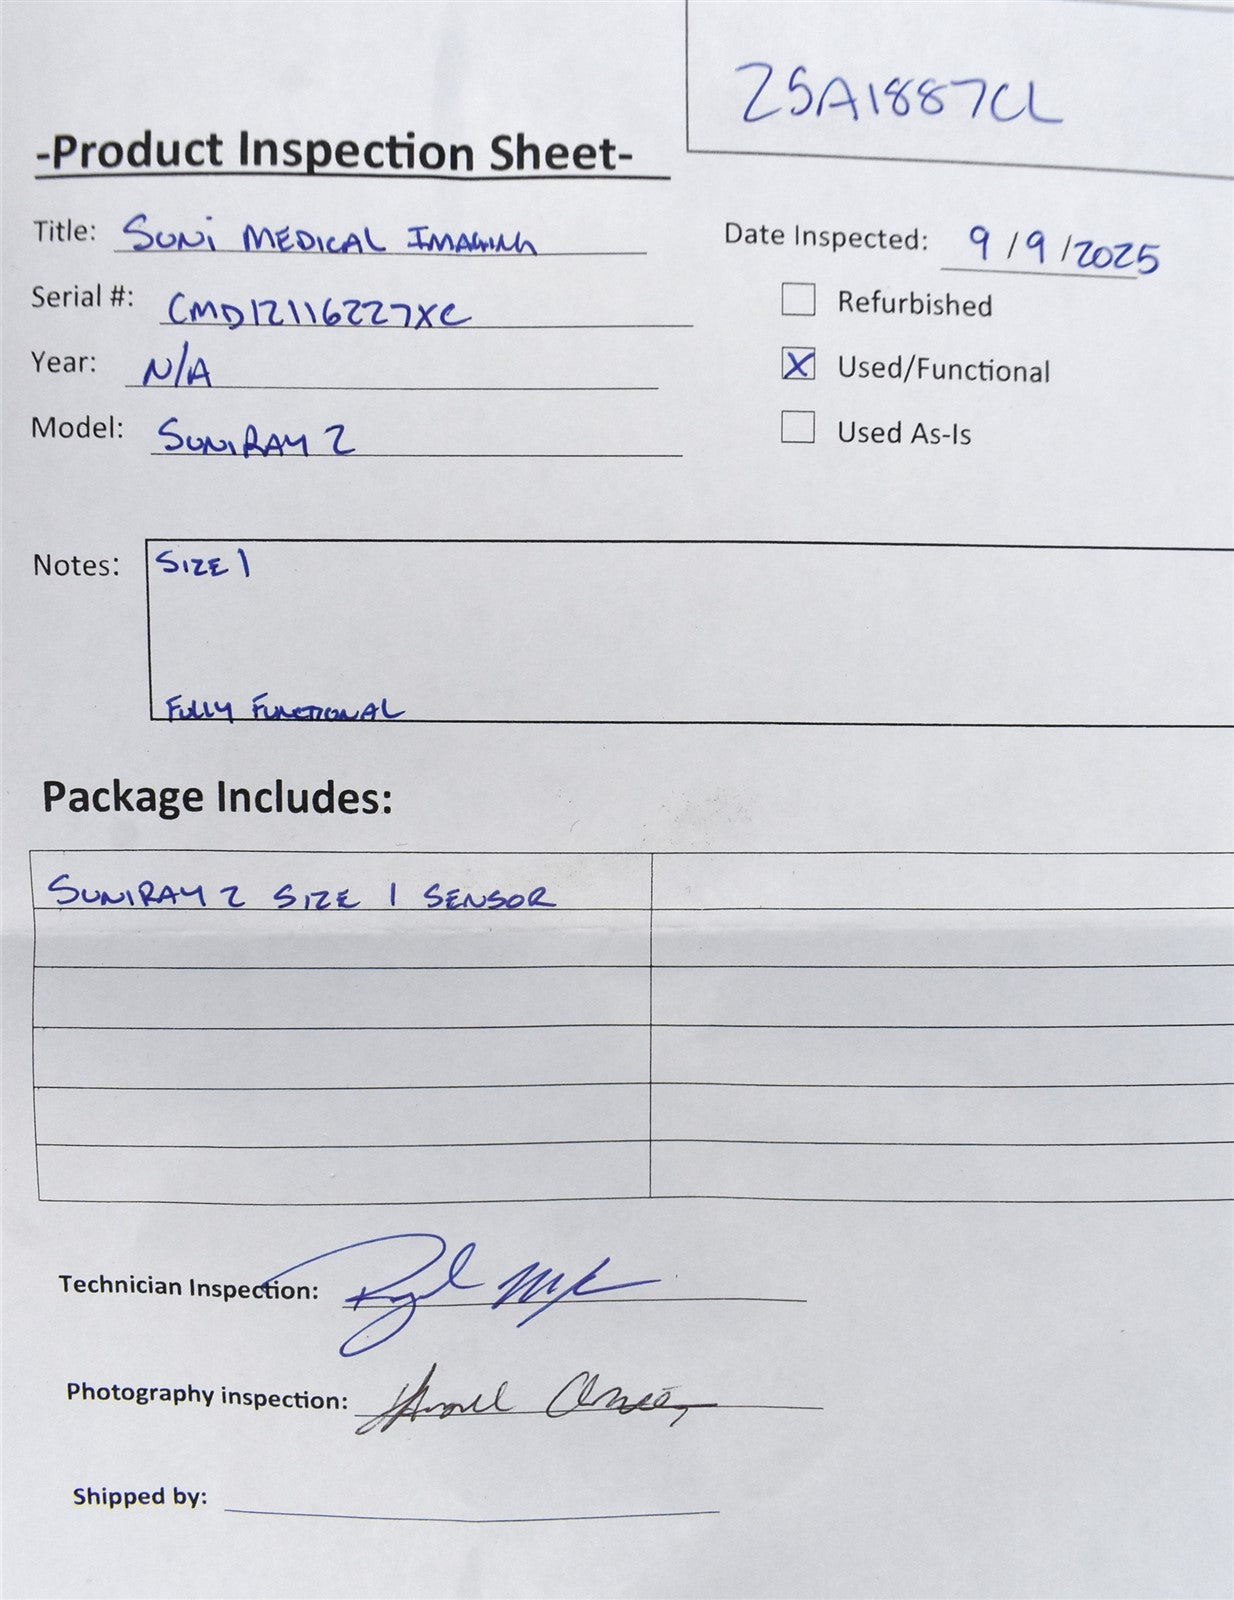 25A1887CL
-Product Inspection Sheet-
Title: SUNI MEDICAL IMAGING
Date Inspected: 9/9/2025
Serial #: CMD12116227XC
Refurbished
Year: N/A
X Used/Functional
Model: SUNIRAY 2
Used As-Is
Notes: SIZE 1
FULLY FUNCTIONAL
Package Includes:
SUNIRAY 2 SIZE 1 SENSOR
Technician Inspection:
Photography inspection:
Shipped by: